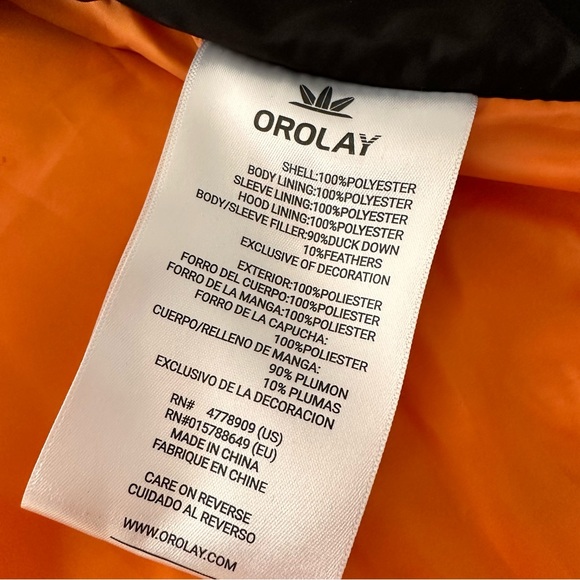 OROLAY
SHELL:100%POLYESTER
BODY LINING:100%POLYESTER
SLEEVE LINING:100%POLYESTER
HOOD LINING:100%POLYESTER
BODY/SLEEVE FILLER:90%DUCK DOWN
10%FEATHERS
EXCLUSIVE OF DECORATION
EXTERIOR:100%POLIESTER
FORRO DEL CUERPO:100%POLIESTER
FORRO DE LA MANGA:100%POLIESTER
FORRO DE LA CAPUCHA:
100%POLIESTER
CUERPO/RELLENO DE MANGA:
90% PLUMON
10% PLUMAS
EXCLUSIVO DE LA DECORACION
RN# 4778909 (US)
RN#015788649 (EU)
MADE IN CHINA
FABRIQUE EN CHINE
CARE ON REVERSE
CUIDADO AL REVERSO
WWW.OROLAY.COM